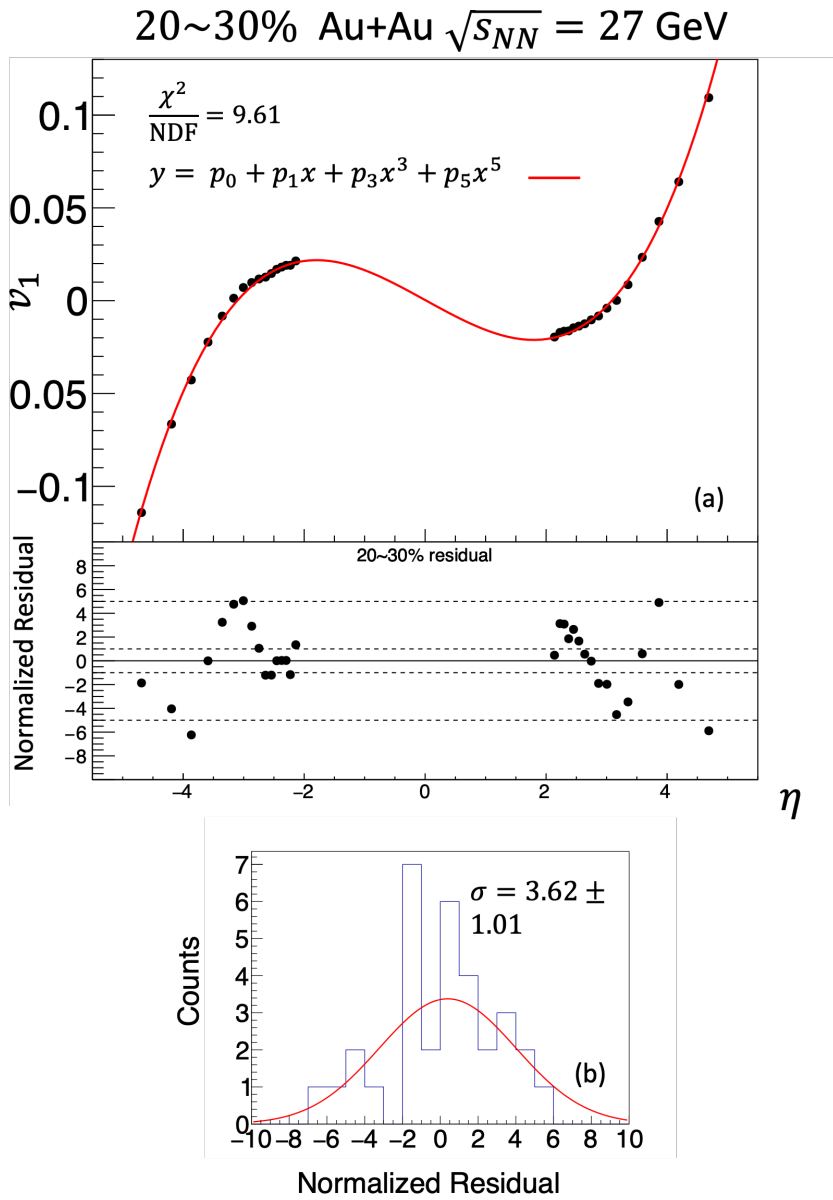 20~30% Au+Au √s_NN = 27 GeV
χ²/NDF = 9.61
y = p₀ + p₁x + p₃x³ + p₅x⁵
0.1
0.05
0
0.05
−0.1
v₁
(a)
20~30% residual
Normalized Residual
8
6
4
2
0
−2
−4
−6
−8
−4 −2 0 2 4
η
7
6
5
4
3
2
1
0
Counts
σ = 3.62 ±
1.01
(b)
−10 −8 −6 −4 −2 0 2 4 6 8 10
Normalized Residual